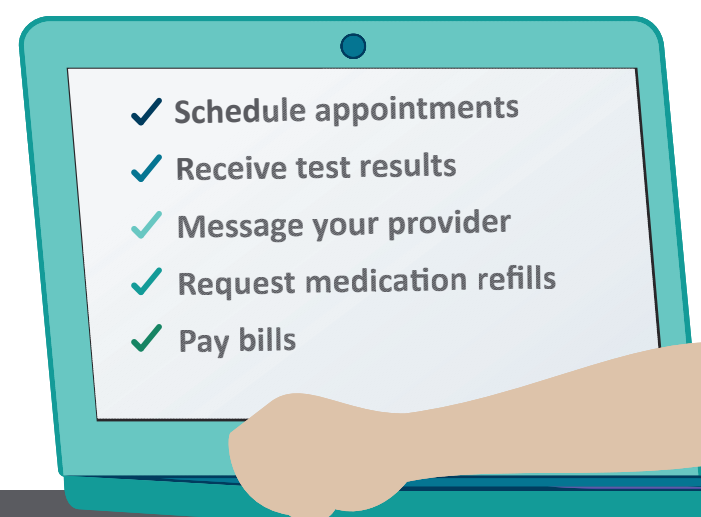 Schedule appointments
Receive test results
Message your provider
Request medication refills
Pay bills